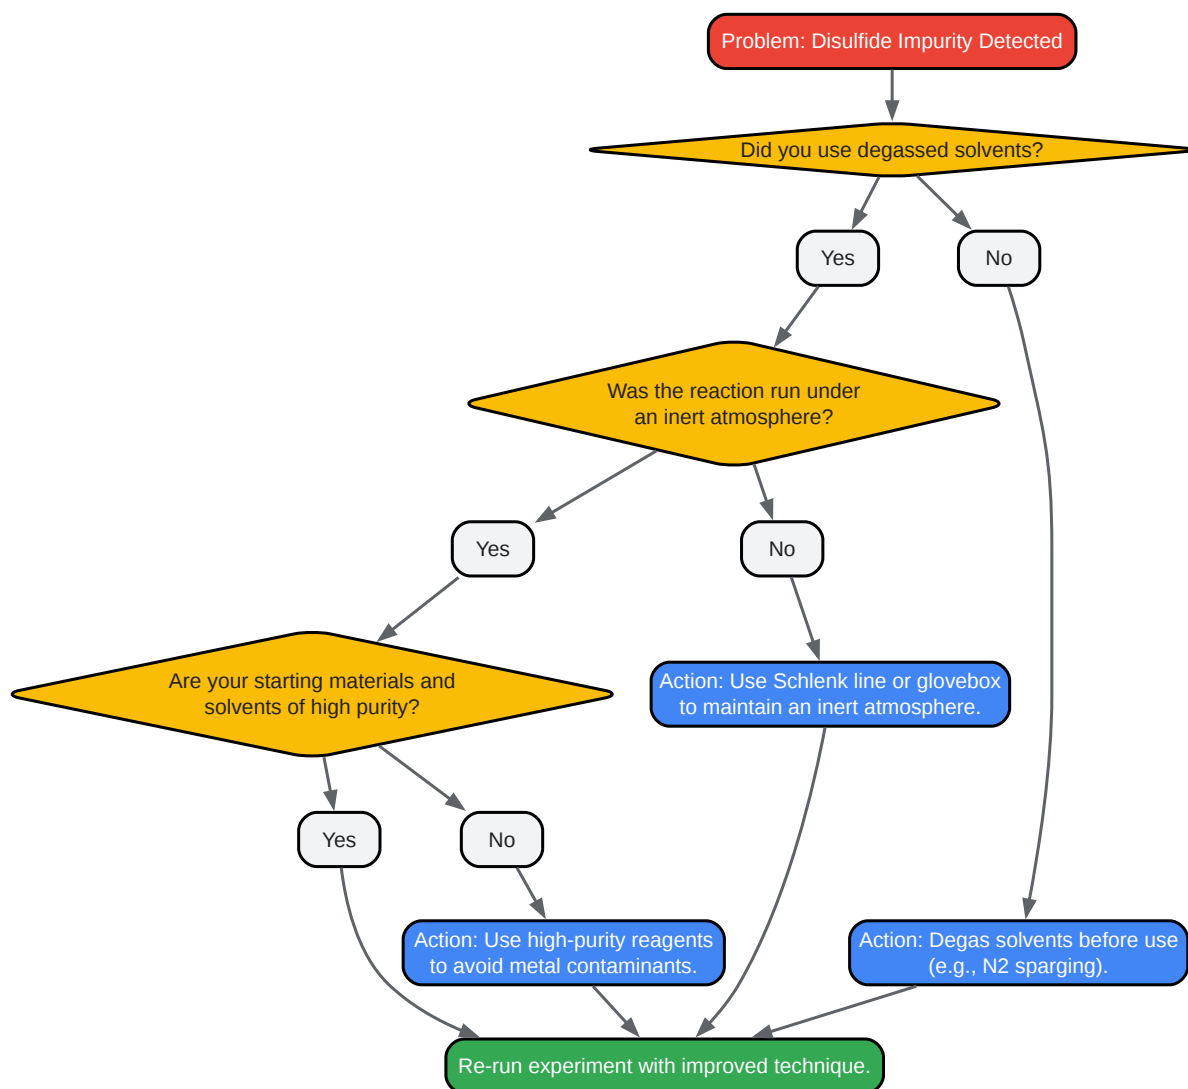 Problem: Disulfide Impurity Detected
Did you use degassed solvents?
Yes
No
Was the reaction run under
an inert atmosphere?
Yes
No
Are your starting materials and
solvents of high purity?
Action: Use Schlenk line or glovebox
to maintain an inert atmosphere.
Yes
No
Action: Use high-purity reagents
to avoid metal contaminants.
Action: Degas solvents before use
(e.g., N2 sparging).
Re-run experiment with improved technique.